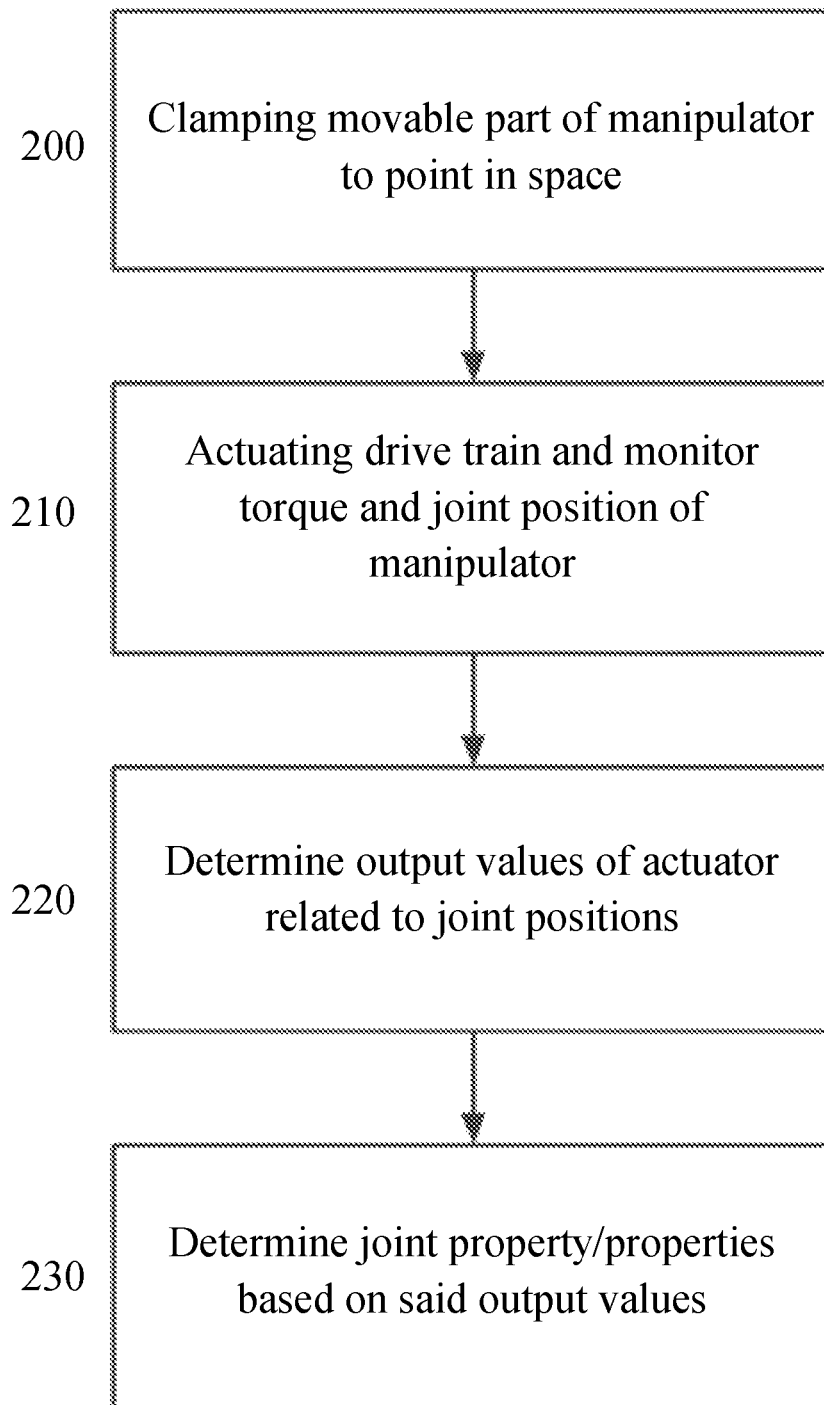 200
Clamping movable part of manipulator
to point in space
210
Actuating drive train and monitor
torque and joint position of
manipulator
220
Determine output values of actuator
related to joint positions
230
Determine joint property/properties
based on said output values